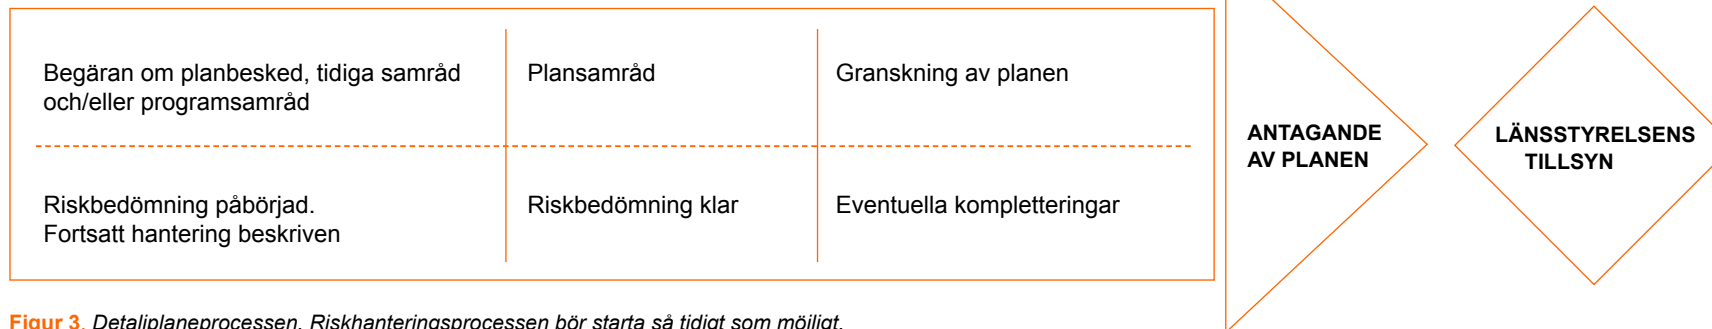 Begäran om planbesked, tidiga samråd
och/eller programsamråd
Plansamråd
Granskning av planen
Riskbedömning påbörjad.
Fortsatt hantering beskriven
Riskbedömning klar
Eventuella kompletteringar
ANTAGANDE
AV PLANEN
LÄNSSTYRELSENS
TILLSYN
Figur 3. Detaljplaneprocessen. Riskhanteringsprocessen bör starta så tidigt som möjligt.